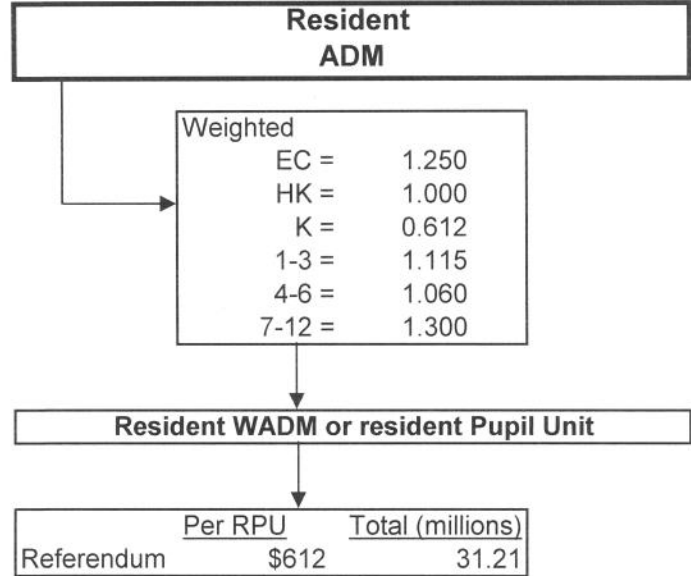 Resident
ADM
Weighted
EC = 1.250
HK = 1.000
K = 0.612
1-3 = 1.115
4-6 = 1.060
7-12 = 1.300
Resident WADM or resident Pupil Unit
Per RPU Total (millions)
Referendum $612 31.21